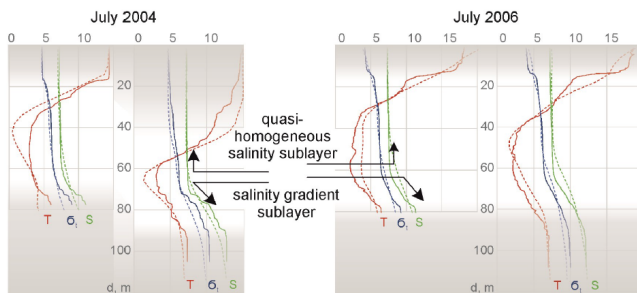 July 2004
July 2006
0 5 10
0 5 10
0 5 10 15
0 5 10 15
20
40
60
80
100
d, m
20
40
60
80
100
d, m
quasi-
homogeneous
salinity sublayer
salinity gradient
sublayer
T σt S
T σt S
T σt S
T σt S